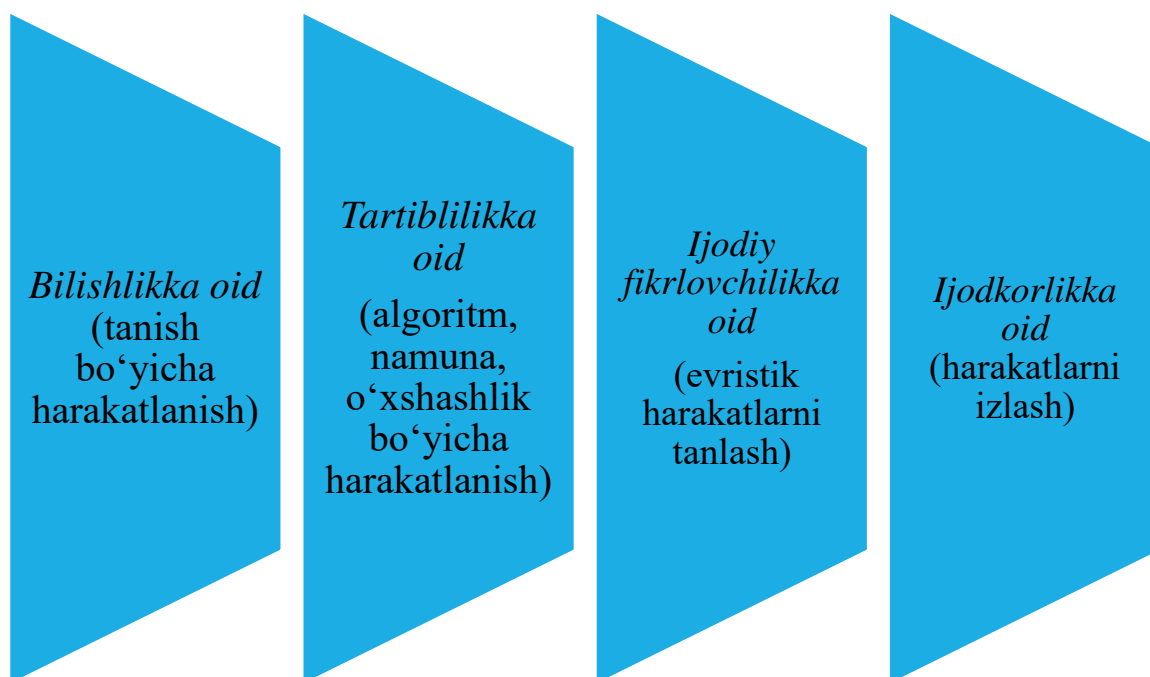 Bilishlikka oid
(tanish
bo‘yicha
harakatlanish)
Tartiblilikka
oid
(algoritm,
namuna,
o‘xshashlik
bo‘yicha
harakatlanish)
Ijodiy
fikrlovchilikka
oid
(evristik
harakatlarni
tanlash)
Ijodkorlikka
oid
(harakatlarni
izlash)